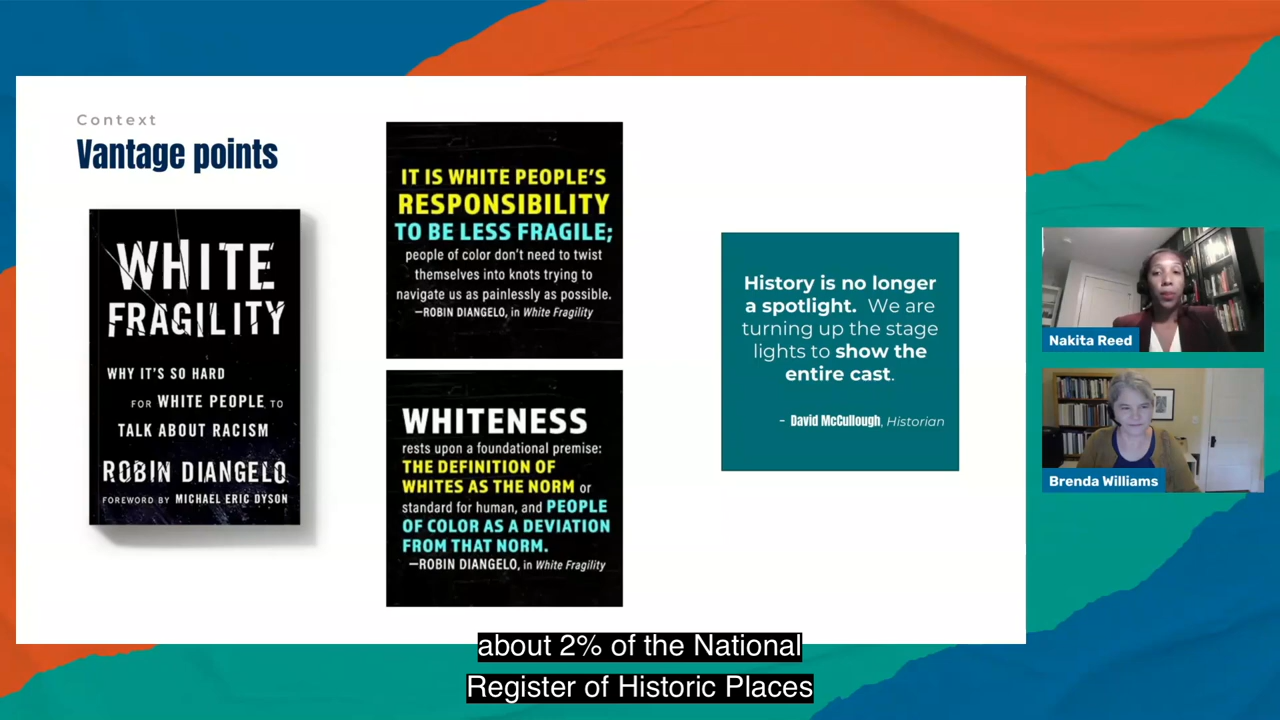 Context
Vantage points
WHITE
FRAGILITY
WHY IT'S SO HARD
FOR WHITE PEOPLE TO
TALK ABOUT RACISM
ROBIN DIANGELO
FOREWORD BY MICHAEL ERIC DYSON
IT IS WHITE PEOPLE'S
RESPONSIBILITY
TO BE LESS FRAGILE;
people of color don't need to twist
themselves into knots trying to
navigate us as painlessly as possible.
—ROBIN DIANGELO, in White Fragility
WHITENESS
rests upon a foundational premise:
THE DEFINITION OF
WHITES AS THE NORM or
standard for human, and PEOPLE
OF COLOR AS A DEVIATION
FROM THAT NORM.
—ROBIN DIANGELO, in White Fragility
History is no longer
a spotlight. We are
turning up the stage
lights to show the
entire cast.
– David McCullough, Historian
Nakita Reed
Brenda Williams
about 2% of the National
Register of Historic Places